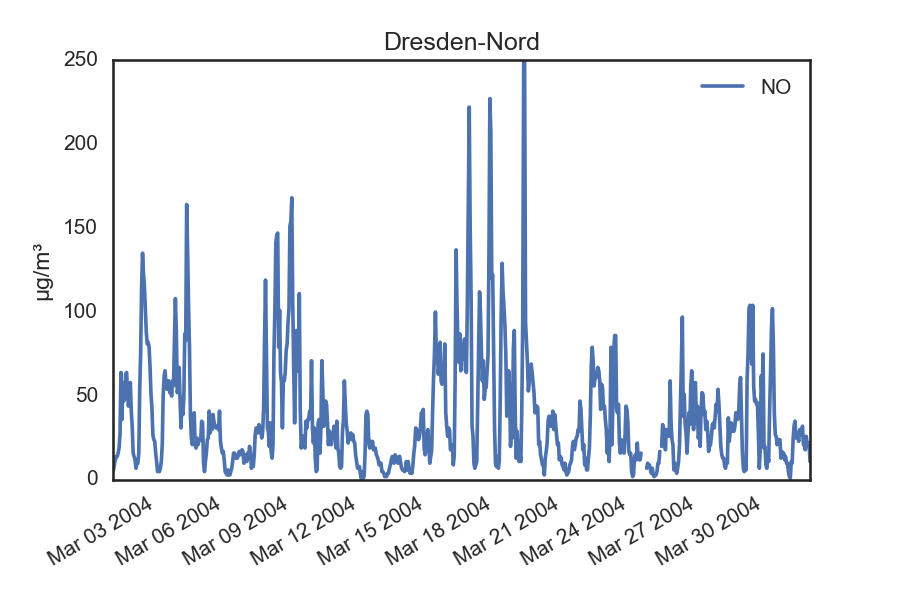 Dresden-Nord
NO
µg/m³
250
200
150
100
50
0
Mar 03 2004
Mar 06 2004
Mar 09 2004
Mar 12 2004
Mar 15 2004
Mar 18 2004
Mar 21 2004
Mar 24 2004
Mar 27 2004
Mar 30 2004